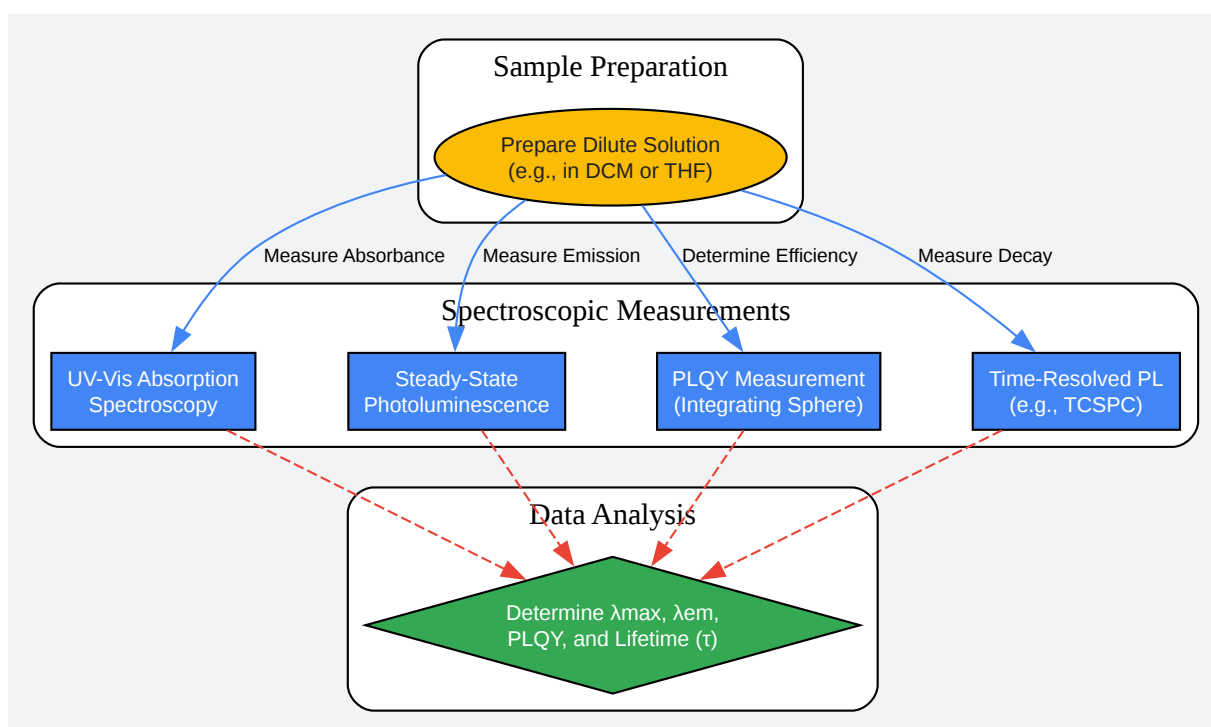 Sample Preparation
Prepare Dilute Solution
(e.g., in DCM or THF)
Measure Absorbance
Measure Emission
Determine Efficiency
Measure Decay
Spectroscopic Measurements
UV-Vis Absorption
Spectroscopy
Steady-State
Photoluminescence
PLQY Measurement
(Integrating Sphere)
Time-Resolved PL
(e.g., TCSPC)
Data Analysis
Determine λmax, λem,
PLQY, and Lifetime (τ)